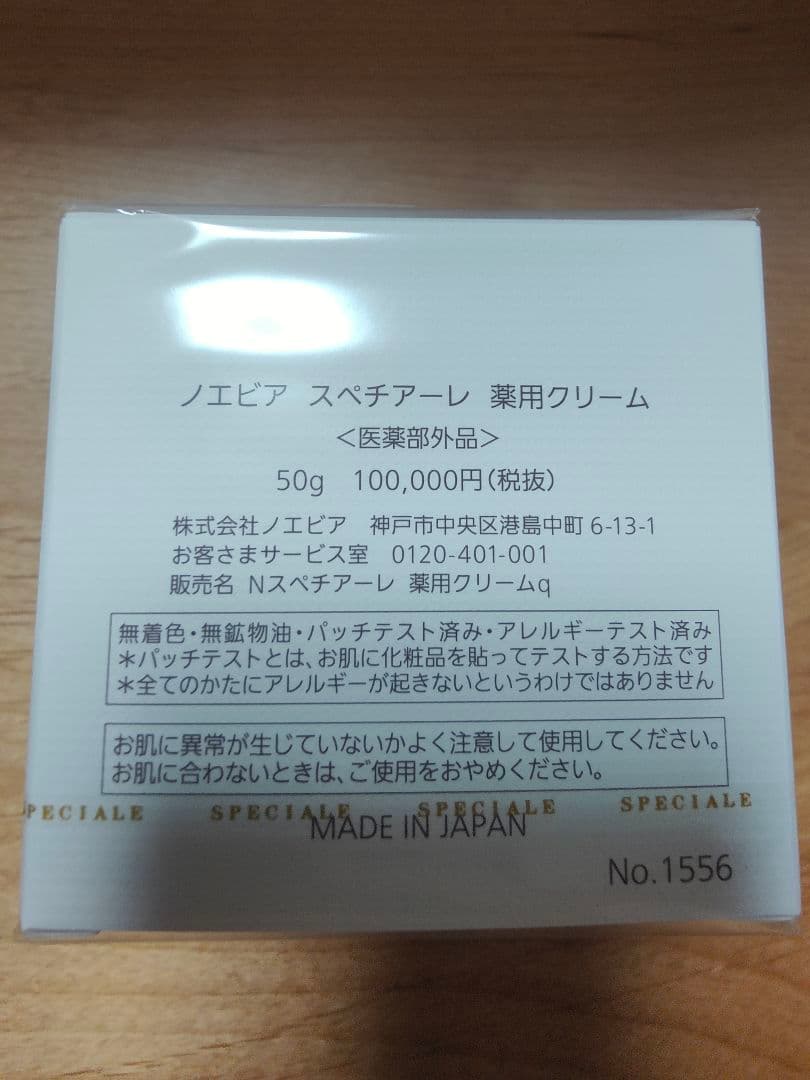 ノエビア スペチアーレ 薬用クリーム
＜医薬部外品＞
50g 100,000円(税抜)
株式会社ノエビア 神戸市中央区港島中町6-13-1
お客さまサービス室 0120-401-001
販売名 Nスペチアーレ 薬用クリームq
無着色・無鉱物油・パッチテスト済み・アレルギーテスト済み
＊パッチテストとは、お肌に化粧品を貼ってテストする方法です
＊全てのかたにアレルギーが起きないというわけではありません
お肌に異常が生じていないかよく注意して使用してください。
お肌に合わないときは、ご使用をおやめください。
PECIALE SPECIALE SPECIALE SPECIALE
MADE IN JAPAN
No.1556